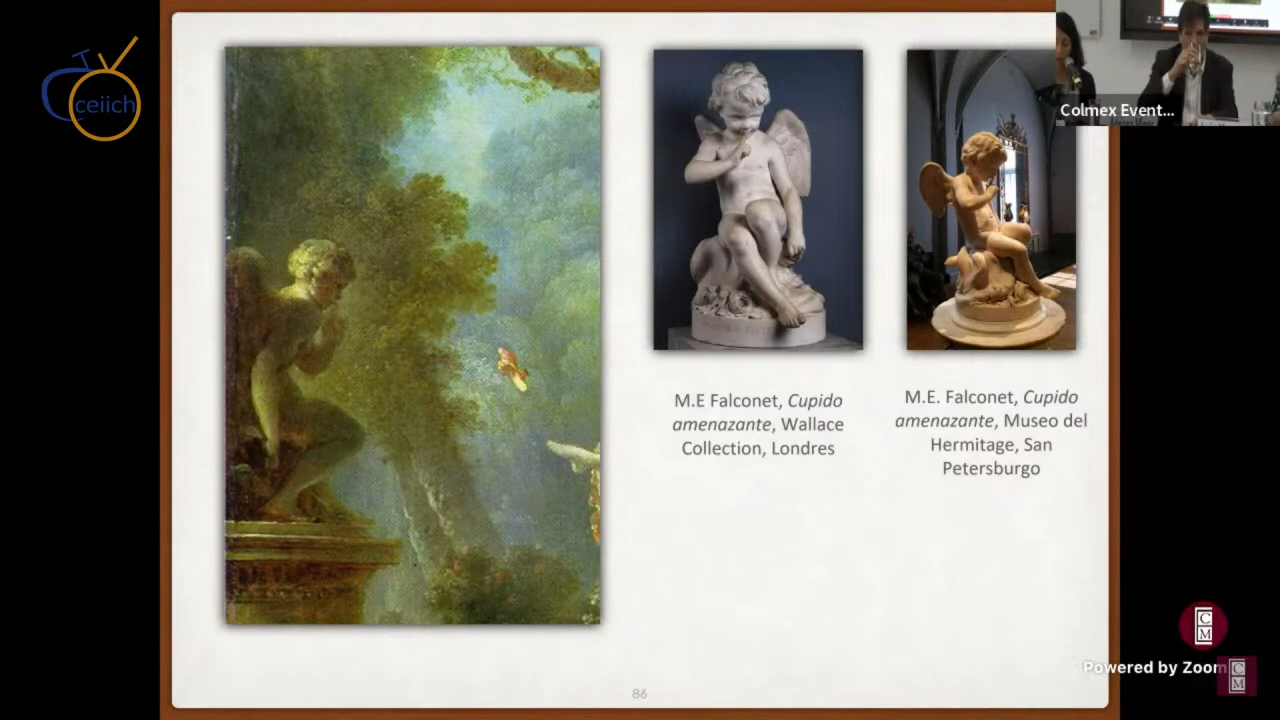 TV
ceiich
Colmex Event...
M.E Falconet, Cupido
amenazante, Wallace
Collection, Londres
M.E. Falconet, Cupido
amenazante, Museo del
Hermitage, San
Petersburgo
C
M
Powered by Zoom
C
M
86